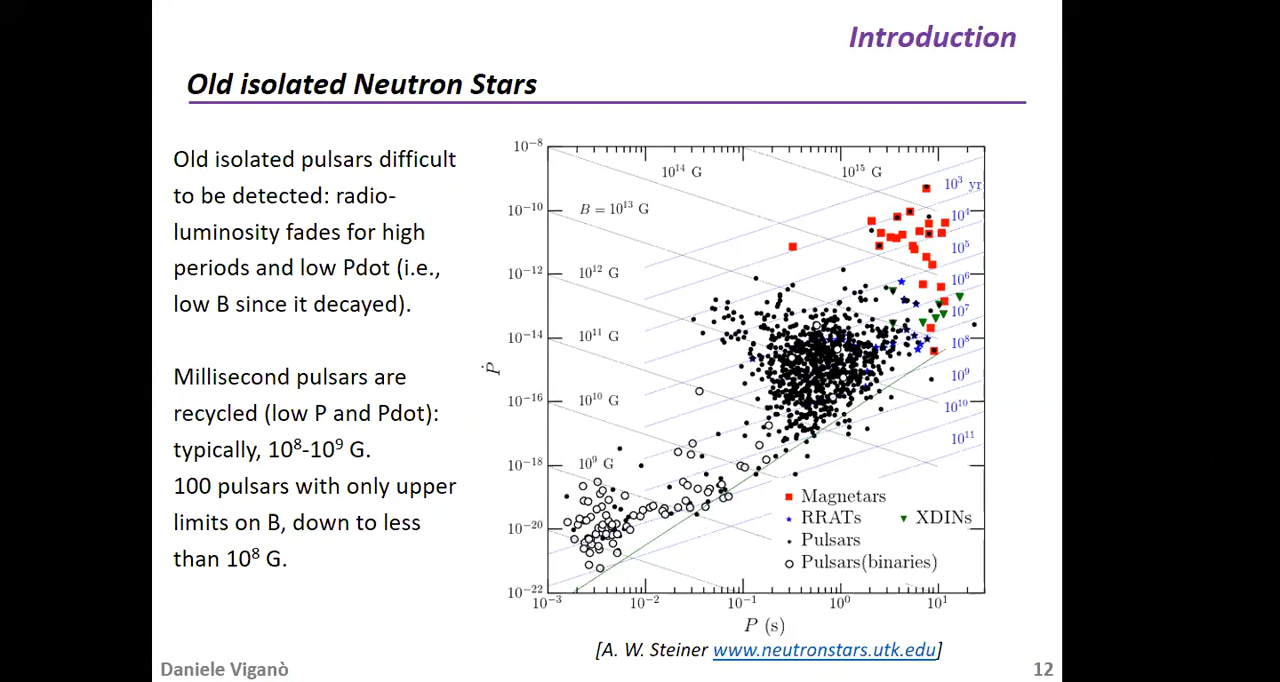 Introduction
Old isolated Neutron Stars
Old isolated pulsars difficult
to be detected: radio-
luminosity fades for high
periods and low Pdot (i.e.,
low B since it decayed).
Millisecond pulsars are
recycled (low P and Pdot):
typically, 10⁸-10⁹ G.
100 pulsars with only upper
limits on B, down to less
than 10⁸ G.
10⁻⁸
10⁻¹⁰
10⁻¹²
10⁻¹⁴
10⁻¹⁶
10⁻¹⁸
10⁻²⁰
10⁻²²
Ṗ
10¹⁴ G
10¹⁵ G
B = 10¹³ G
10¹² G
10¹¹ G
10¹⁰ G
10⁹ G
10³ yr
10⁴
10⁵
10⁶
10⁷
10⁸
10⁹
10¹⁰
10¹¹
Magnetars
RRATs
XDINs
Pulsars
Pulsars(binaries)
10⁻³ 10⁻² 10⁻¹ 10⁰ 10¹
P (s)
[A. W. Steiner www.neutronstars.utk.edu]
Daniele Viganò
12